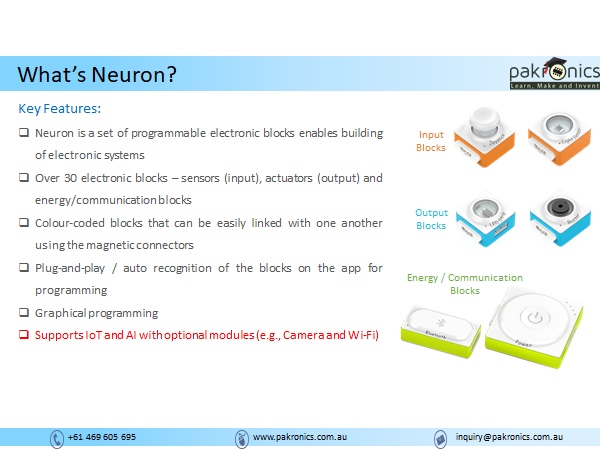 What's Neuron?
pakronics
Learn, Make and Invent
Key Features:
Neuron is a set of programmable electronic blocks enables building
of electronic systems
Over 30 electronic blocks – sensors (input), actuators (output) and
energy/communication blocks
Colour-coded blocks that can be easily linked with one another
using the magnetic connectors
Plug-and-play / auto recognition of the blocks on the app for
programming
Graphical programming
Supports IoT and AI with optional modules (e.g., Camera and Wi-Fi)
Input
Blocks
Joystick
Output
Blocks
Buzzer
Energy / Communication
Blocks
Bluetooth
Power
+61 469 605 695
www.pakronics.com.au
inquiry@pakronics.com.au